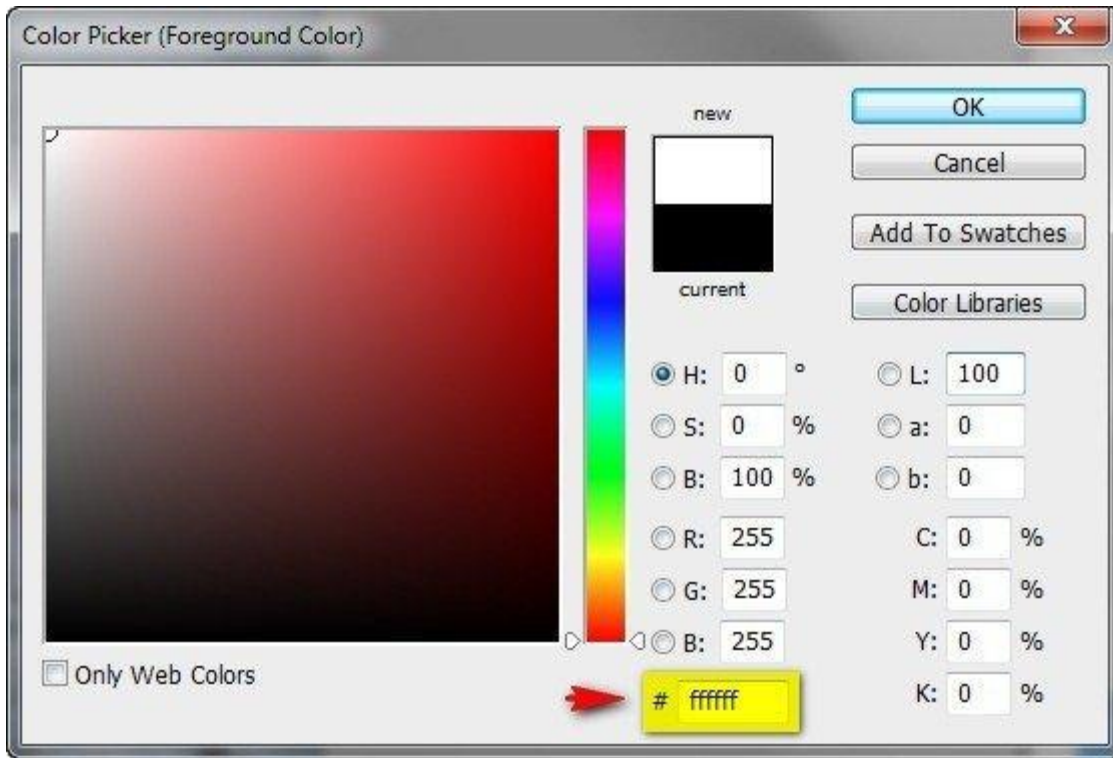 Color Picker (Foreground Color)
new
current
OK
Cancel
Add To Swatches
Color Libraries
H: 0 °
S: 0 %
B: 100 %
R: 255
G: 255
B: 255
# ffffff
L: 100
a: 0
b: 0
C: 0 %
M: 0 %
Y: 0 %
K: 0 %
Only Web Colors